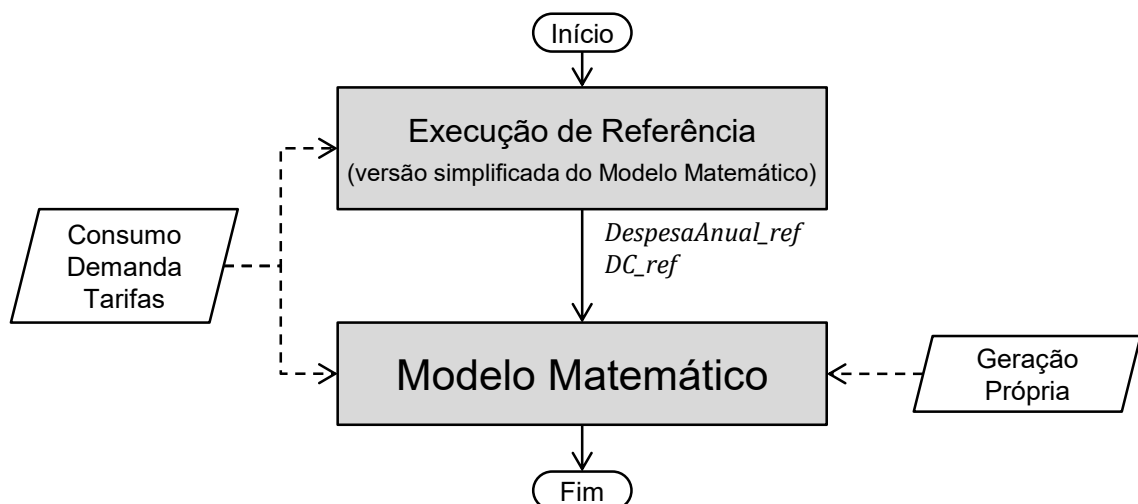 Início
Execução de Referência
(versão simplificada do Modelo Matemático)
Consumo
Demanda
Tarifas
DespesaAnual_ref
DC_ref
Modelo Matemático
Geração
Própria
Fim